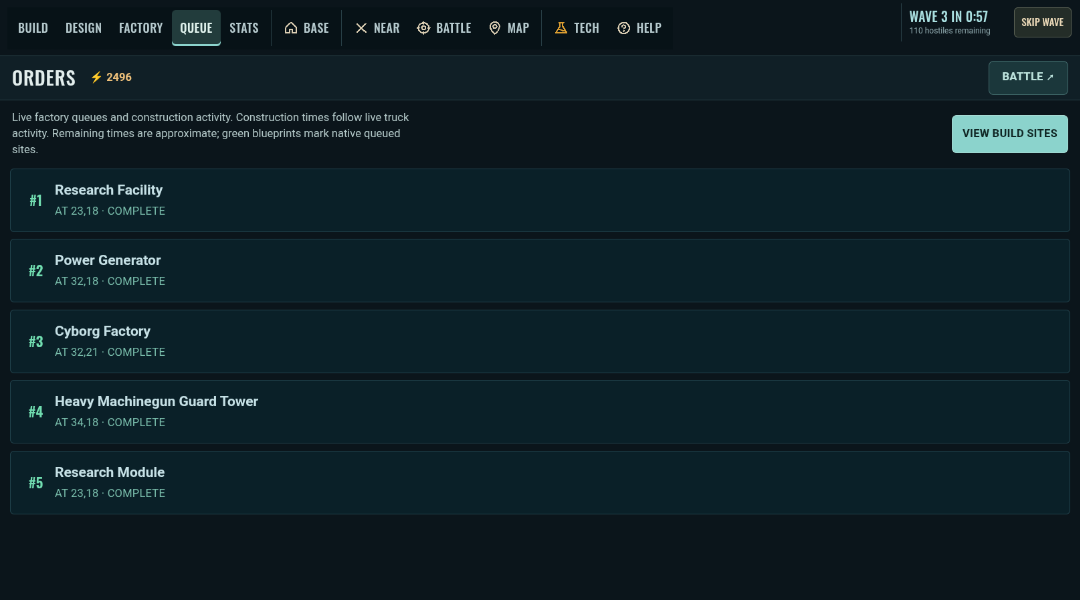 BUILD DESIGN FACTORY QUEUE STATS BASE NEAR BATTLE MAP TECH HELP
WAVE 3 IN 0:57
110 hostiles remaining
SKIP WAVE
ORDERS ⚡ 2496
BATTLE ↗
Live factory queues and construction activity. Construction times follow live truck
activity. Remaining times are approximate; green blueprints mark native queued
sites.
VIEW BUILD SITES
#1
Research Facility
AT 23,18 · COMPLETE
#2
Power Generator
AT 32,18 · COMPLETE
#3
Cyborg Factory
AT 32,21 · COMPLETE
#4
Heavy Machinegun Guard Tower
AT 34,18 · COMPLETE
#5
Research Module
AT 23,18 · COMPLETE